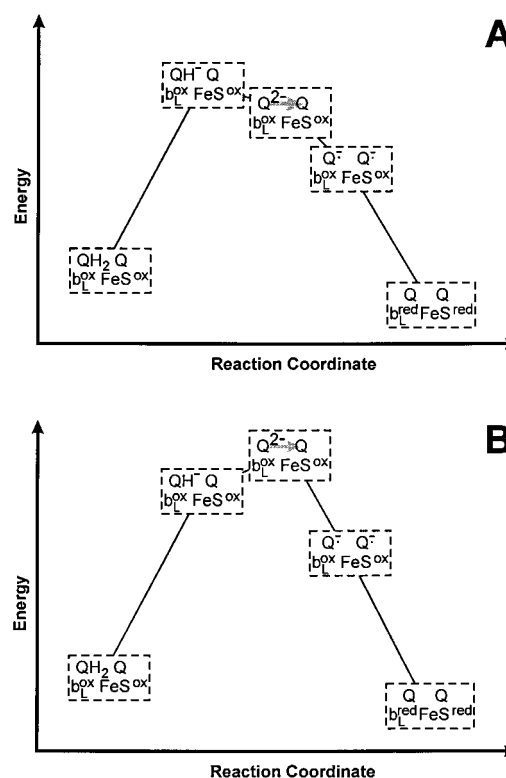 A
Energy
QH⁻ Q
b_L^ox FeS^ox
Q²⁻ Q
b_L^ox FeS^ox
Q∸ Q∸
b_L^ox FeS^ox
QH₂ Q
b_L^ox FeS^ox
Q Q
b_L^red FeS^red
Reaction Coordinate
B
Energy
Q²⁻ Q
b_L^ox FeS^ox
QH⁻ Q
b_L^ox FeS^ox
Q∸ Q∸
b_L^ox FeS^ox
QH₂ Q
b_L^ox FeS^ox
Q Q
b_L^red FeS^red
Reaction Coordinate